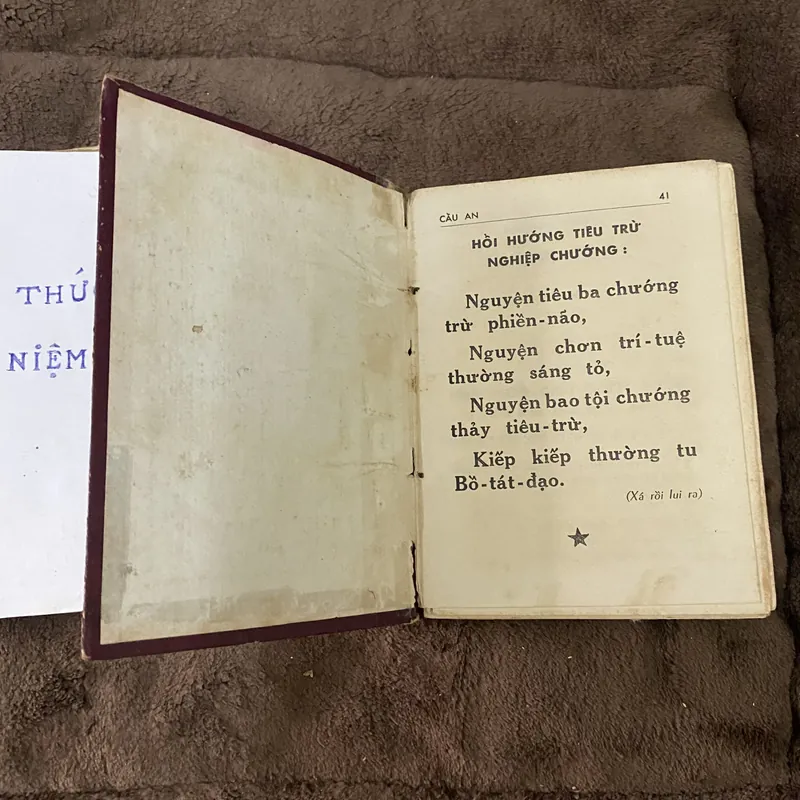 THỨ
NIỆM
CẦU AN 41
HỒI HƯỚNG TIÊU TRỪ
NGHIỆP CHƯỚNG :
Nguyện tiêu ba chướng
trừ phiền-não,
Nguyện chơn trí-tuệ
thường sáng tỏ,
Nguyện bao tội chướng
thảy tiêu-trừ,
Kiếp kiếp thường tu
Bồ-tát-đạo.
(Xá rồi lui ra)